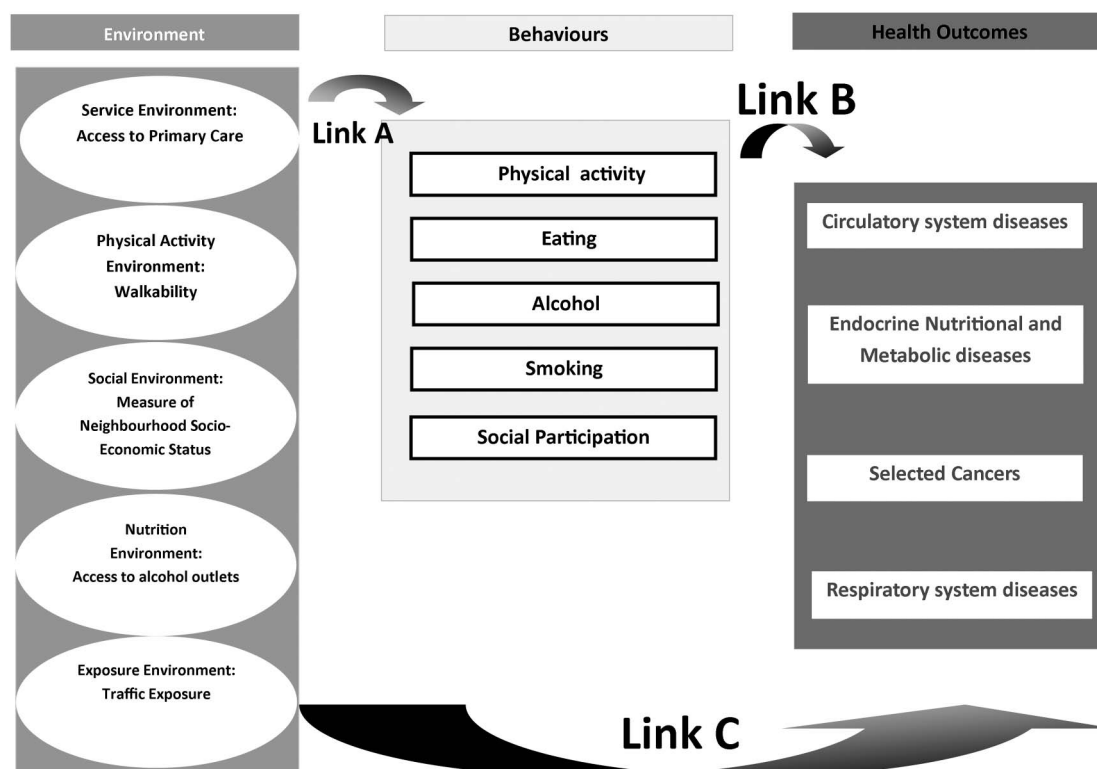 Environment
Behaviours
Health Outcomes
Service Environment:
Access to Primary Care
Physical Activity
Environment:
Walkability
Social Environment:
Measure of
Neighbourhood Socio-
Economic Status
Nutrition
Environment:
Access to alcohol outlets
Exposure Environment:
Traffic Exposure
Link A
Physical activity
Eating
Alcohol
Smoking
Social Participation
Link B
Circulatory system diseases
Endocrine Nutritional and
Metabolic diseases
Selected Cancers
Respiratory system diseases
Link C